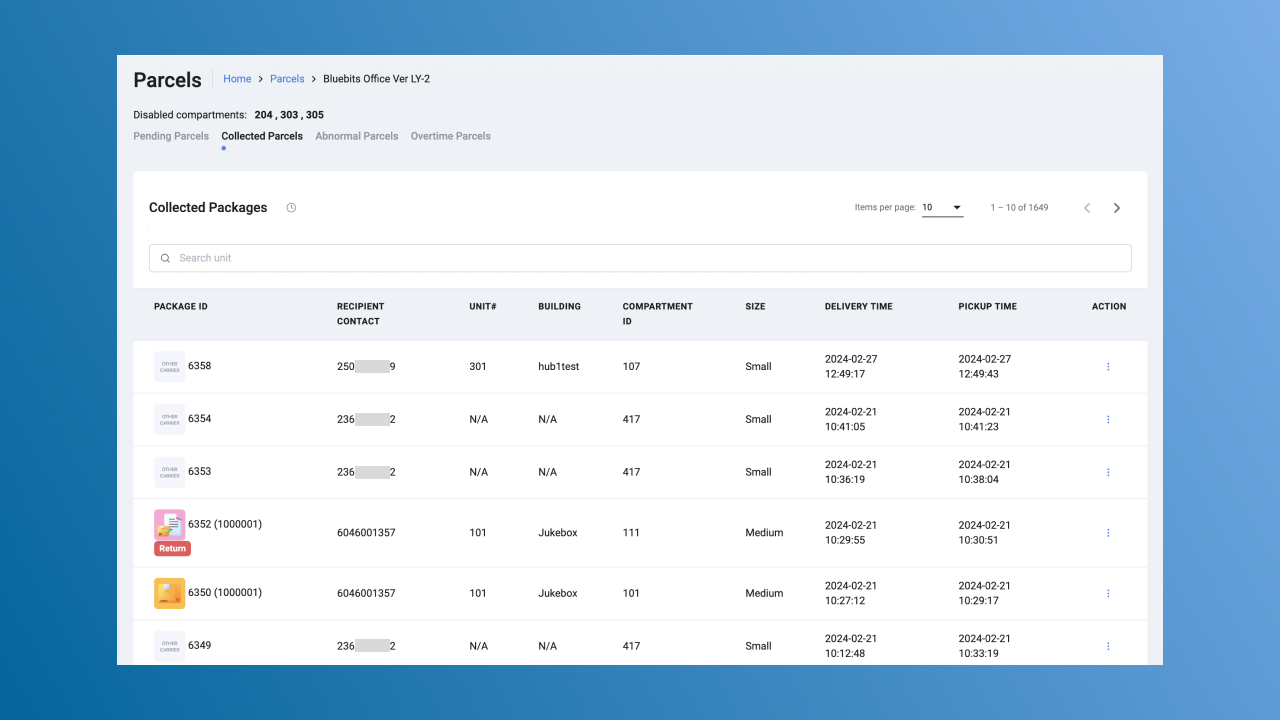 Parcels
Home > Parcels > Bluebits Office Ver LY-2
Disabled compartments: 204 , 303 , 305
Pending Parcels Collected Parcels Abnormal Parcels Overtime Parcels
Collected Packages
Items per page: 10 1 – 10 of 1649
Search unit
PACKAGE ID RECIPIENT CONTACT UNIT# BUILDING COMPARTMENT ID SIZE DELIVERY TIME PICKUP TIME ACTION
OTHER CARRIER 6358 250 9 301 hub1test 107 Small 2024-02-27 12:49:17 2024-02-27 12:49:43
OTHER CARRIER 6354 236 2 N/A N/A 417 Small 2024-02-21 10:41:05 2024-02-21 10:41:23
OTHER CARRIER 6353 236 2 N/A N/A 417 Small 2024-02-21 10:36:19 2024-02-21 10:38:04
6352 (1000001) Return 6046001357 101 Jukebox 111 Medium 2024-02-21 10:29:55 2024-02-21 10:30:51
6350 (1000001) 6046001357 101 Jukebox 101 Medium 2024-02-21 10:27:12 2024-02-21 10:29:17
OTHER CARRIER 6349 236 2 N/A N/A 417 Small 2024-02-21 10:12:48 2024-02-21 10:33:19